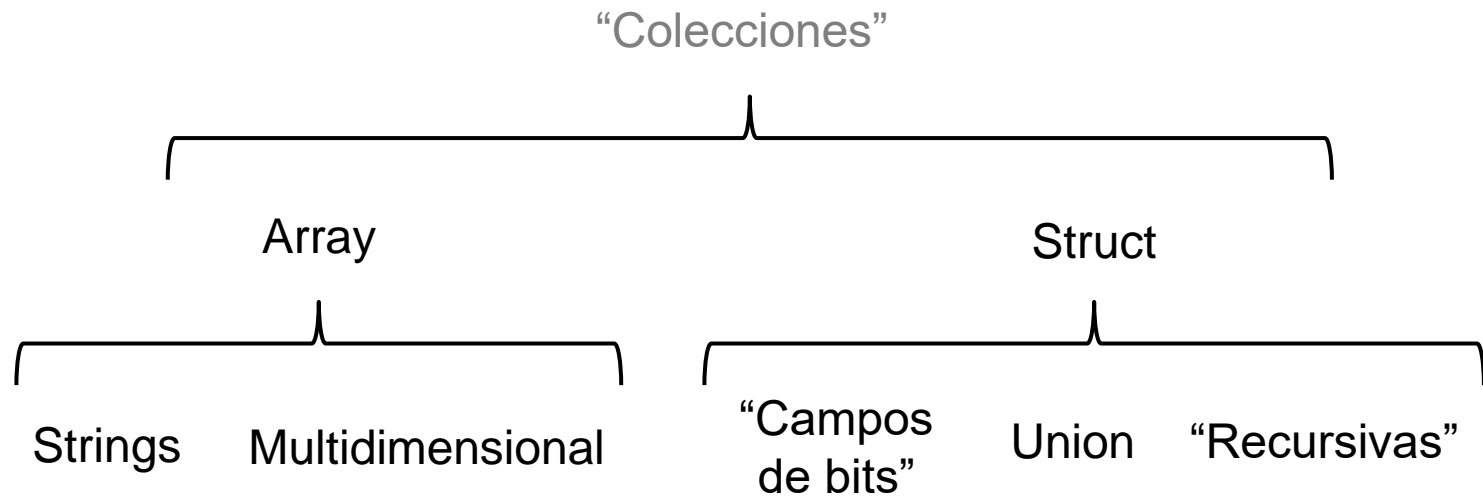 “Colecciones”
Array
Struct
Strings
Multidimensional
“Campos
de bits”
Union
“Recursivas”